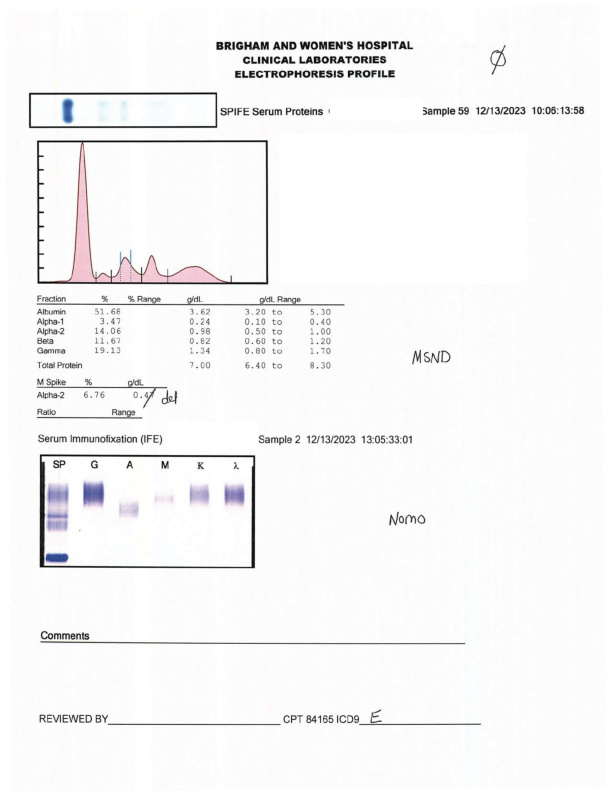 BRIGHAM AND WOMEN'S HOSPITAL
CLINICAL LABORATORIES
ELECTROPHORESIS PROFILE
Ø
SPIFE Serum Proteins Sample 59 12/13/2023 10:06:13:58
Fraction % % Range g/dL g/dL Range
Albumin 51.68 3.62 3.20 to 5.30
Alpha-1 3.47 0.24 0.10 to 0.40
Alpha-2 14.06 0.98 0.50 to 1.00
Beta 11.67 0.82 0.60 to 1.20
Gamma 19.13 1.34 0.80 to 1.70
Total Protein 7.00 6.40 to 8.30
MSND
M Spike % g/dL
Alpha-2 6.76 0.47 del
Ratio Range
Serum Immunofixation (IFE) Sample 2 12/13/2023 13:05:33:01
SP G A M K λ
Nomo
Comments
REVIEWED BY CPT 84165 ICD9 E